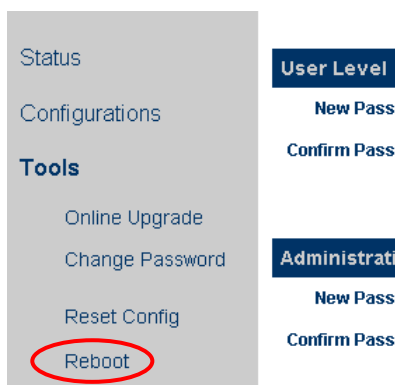 Status
Configurations
Tools
Online Upgrade
Change Password
Reset Config
Reboot
User Level
New Pass
Confirm Pass
Administrati
New Pass
Confirm Pass